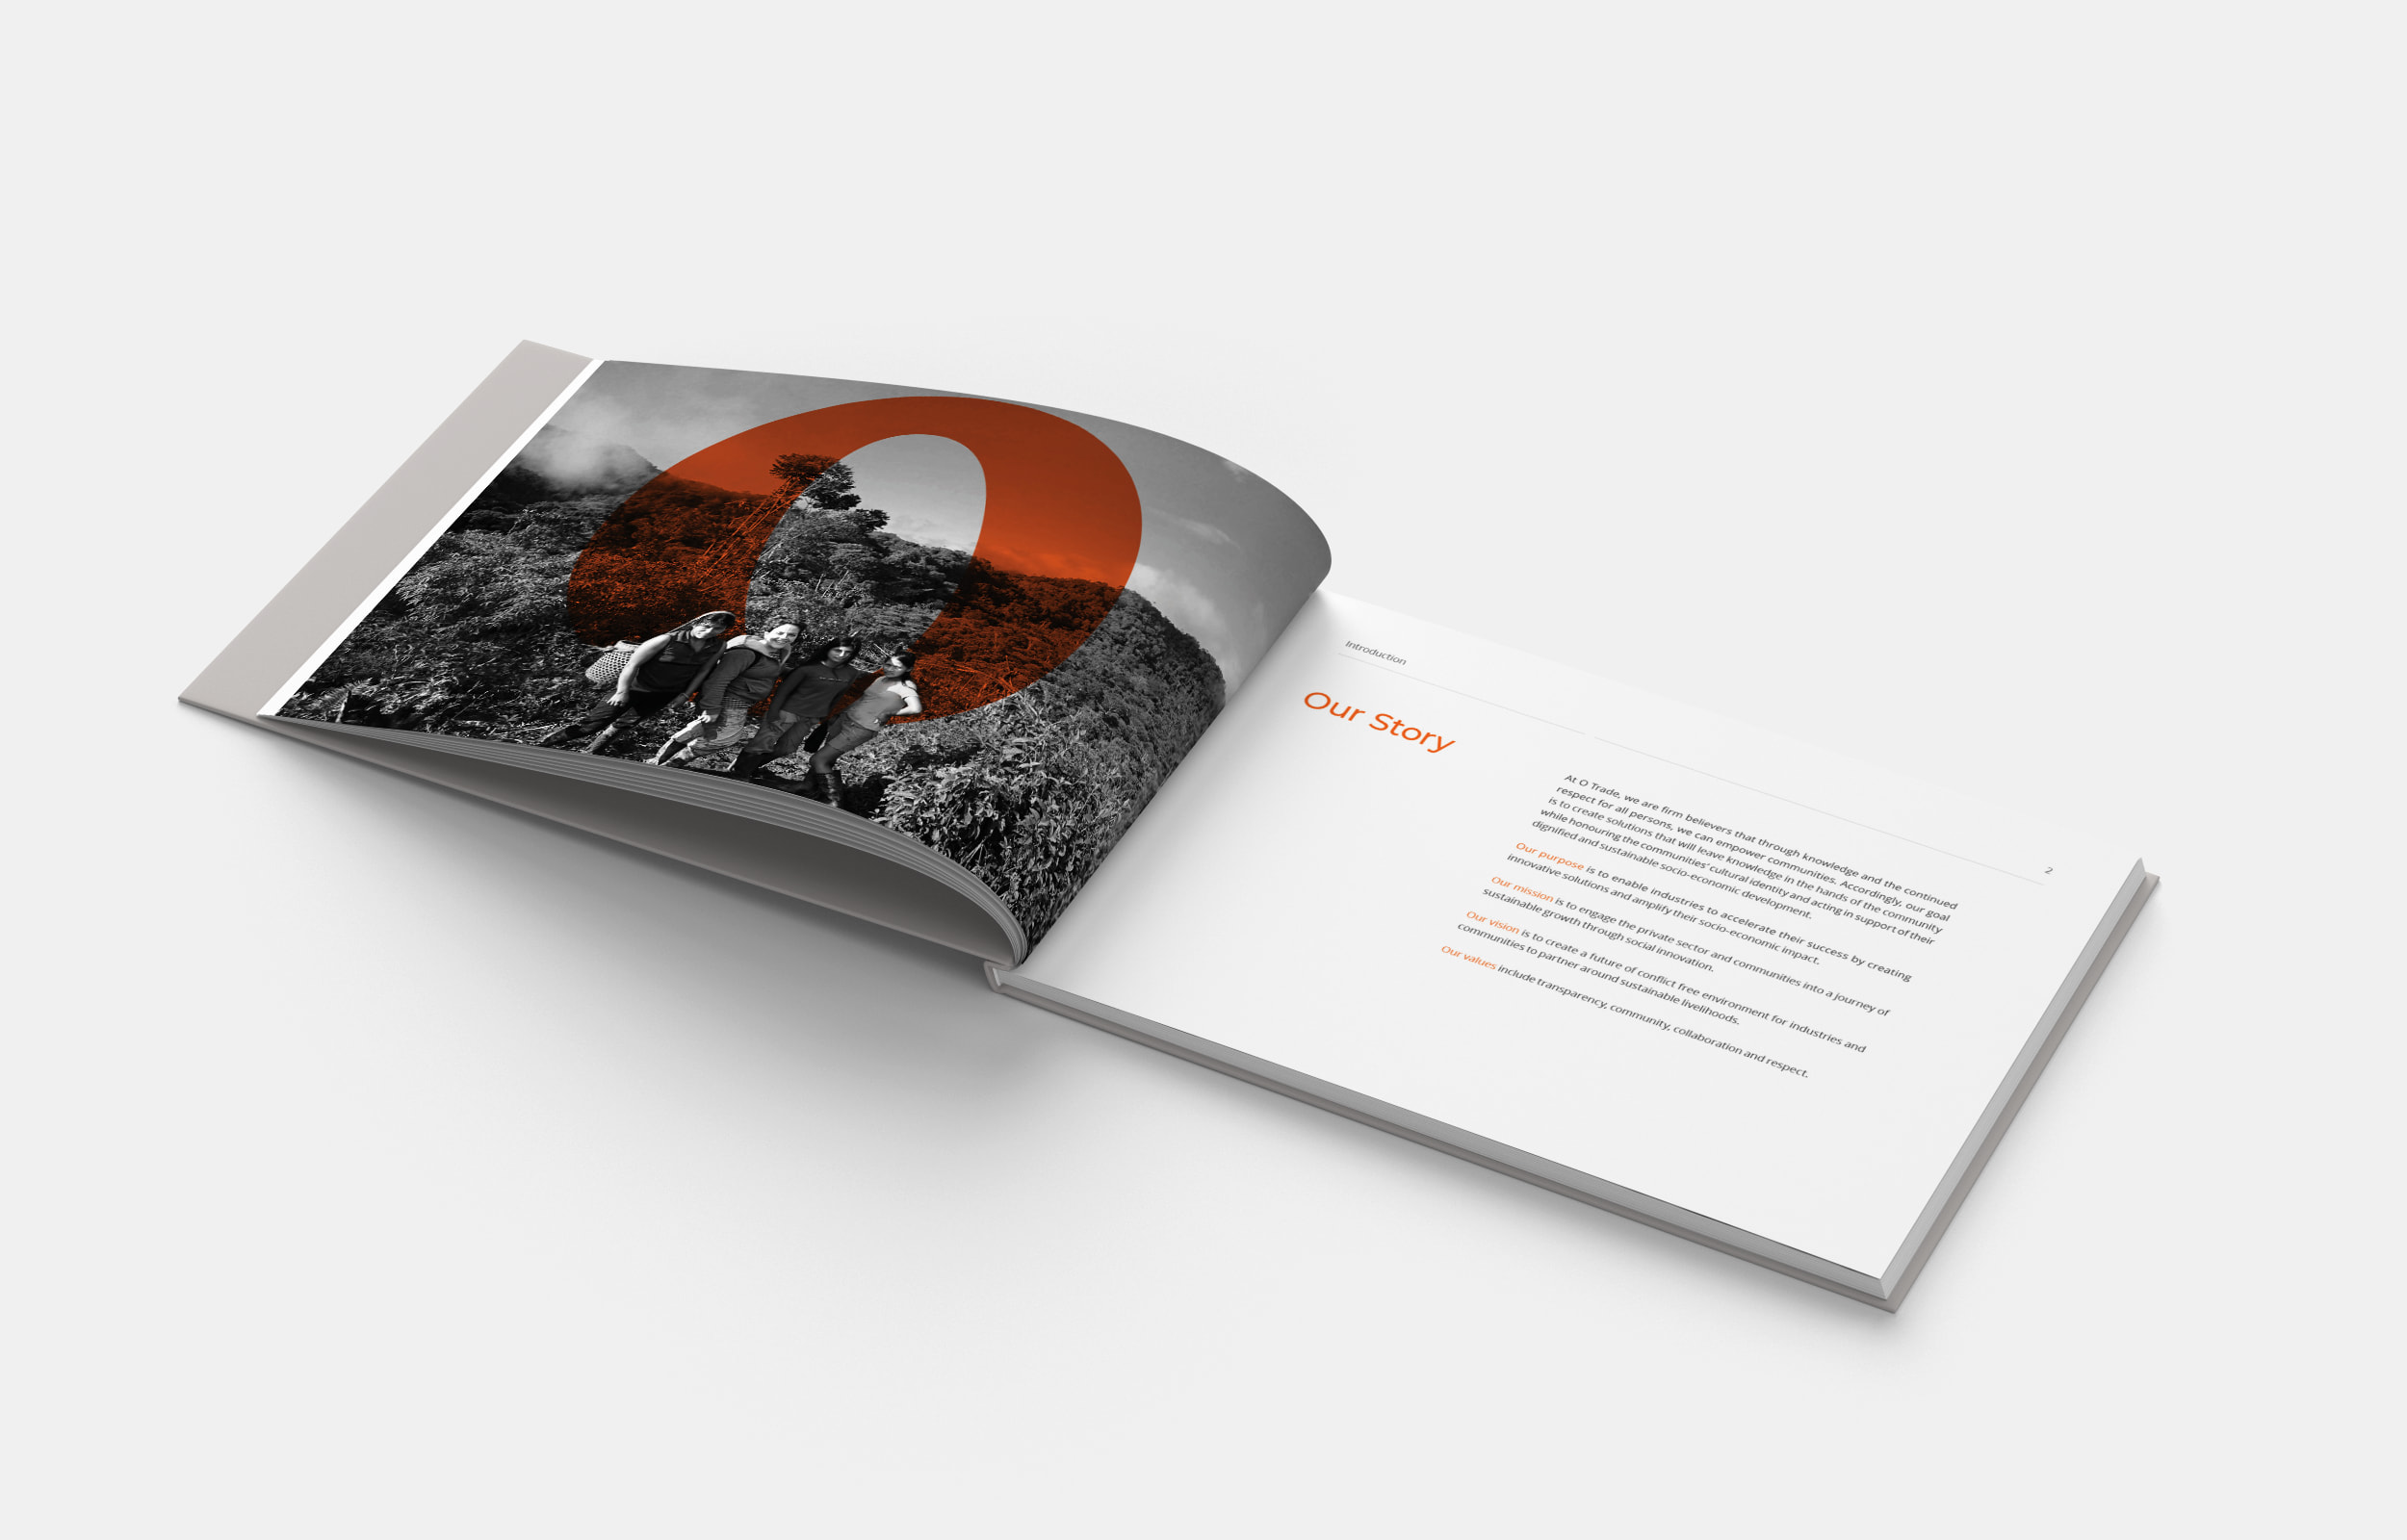 O
Introduction
2
Our Story
At O Trade, we are firm believers that through knowledge and the continued
respect for all persons, we can empower communities. Accordingly, our goal
is to create solutions that will leave knowledge in the hands of the community
while honouring the communities' cultural identity and acting in support of their
dignified and sustainable socio-economic development.
Our purpose is to enable industries to accelerate their success by creating
innovative solutions and amplify their socio-economic impact.
Our mission is to engage the private sector and communities into a journey of
sustainable growth through social innovation.
Our vision is to create a future of conflict free environment for industries and
communities to partner around sustainable livelihoods.
Our values include transparency, community, collaboration and respect.